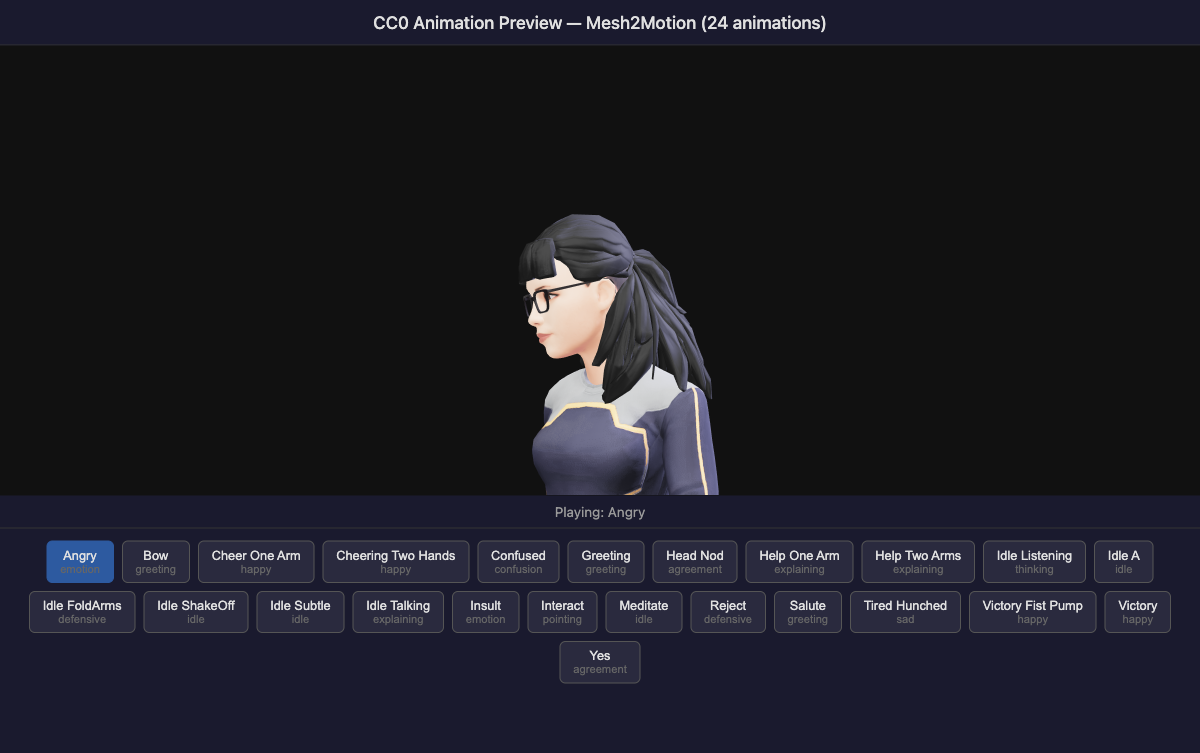 CC0 Animation Preview — Mesh2Motion (24 animations)
Playing: Angry
Angry
emotion
Bow
greeting
Cheer One Arm
happy
Cheering Two Hands
happy
Confused
confusion
Greeting
greeting
Head Nod
agreement
Help One Arm
explaining
Help Two Arms
explaining
Idle Listening
thinking
Idle A
idle
Idle FoldArms
defensive
Idle ShakeOff
idle
Idle Subtle
idle
Idle Talking
explaining
Insult
emotion
Interact
pointing
Meditate
idle
Reject
defensive
Salute
greeting
Tired Hunched
sad
Victory Fist Pump
happy
Victory
happy
Yes
agreement